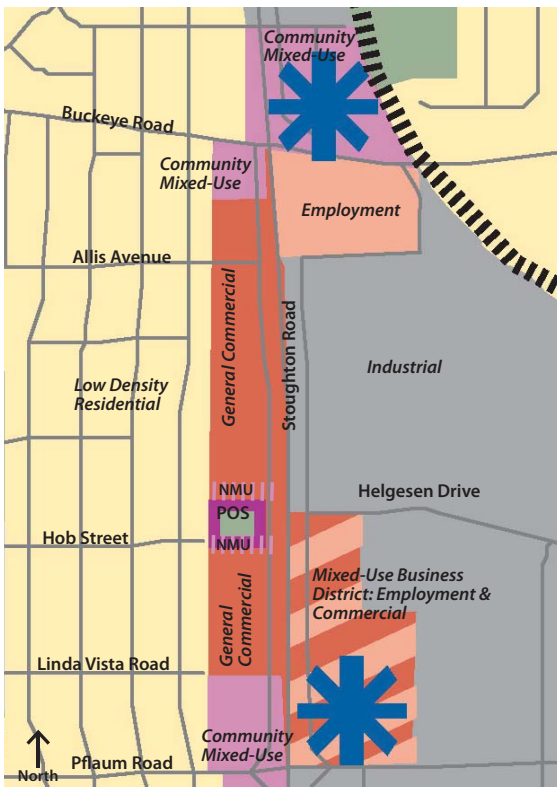 Community
Mixed-Use
Buckeye Road
Community
Mixed-Use
Employment
Allis Avenue
General Commercial
Stoughton Road
Industrial
Low Density
Residential
NMU
Helgesen Drive
POS
Hob Street
NMU
Mixed-Use Business
District: Employment &
Commercial
General
Commercial
Linda Vista Road
Community
Mixed-Use
Pflaum Road
North